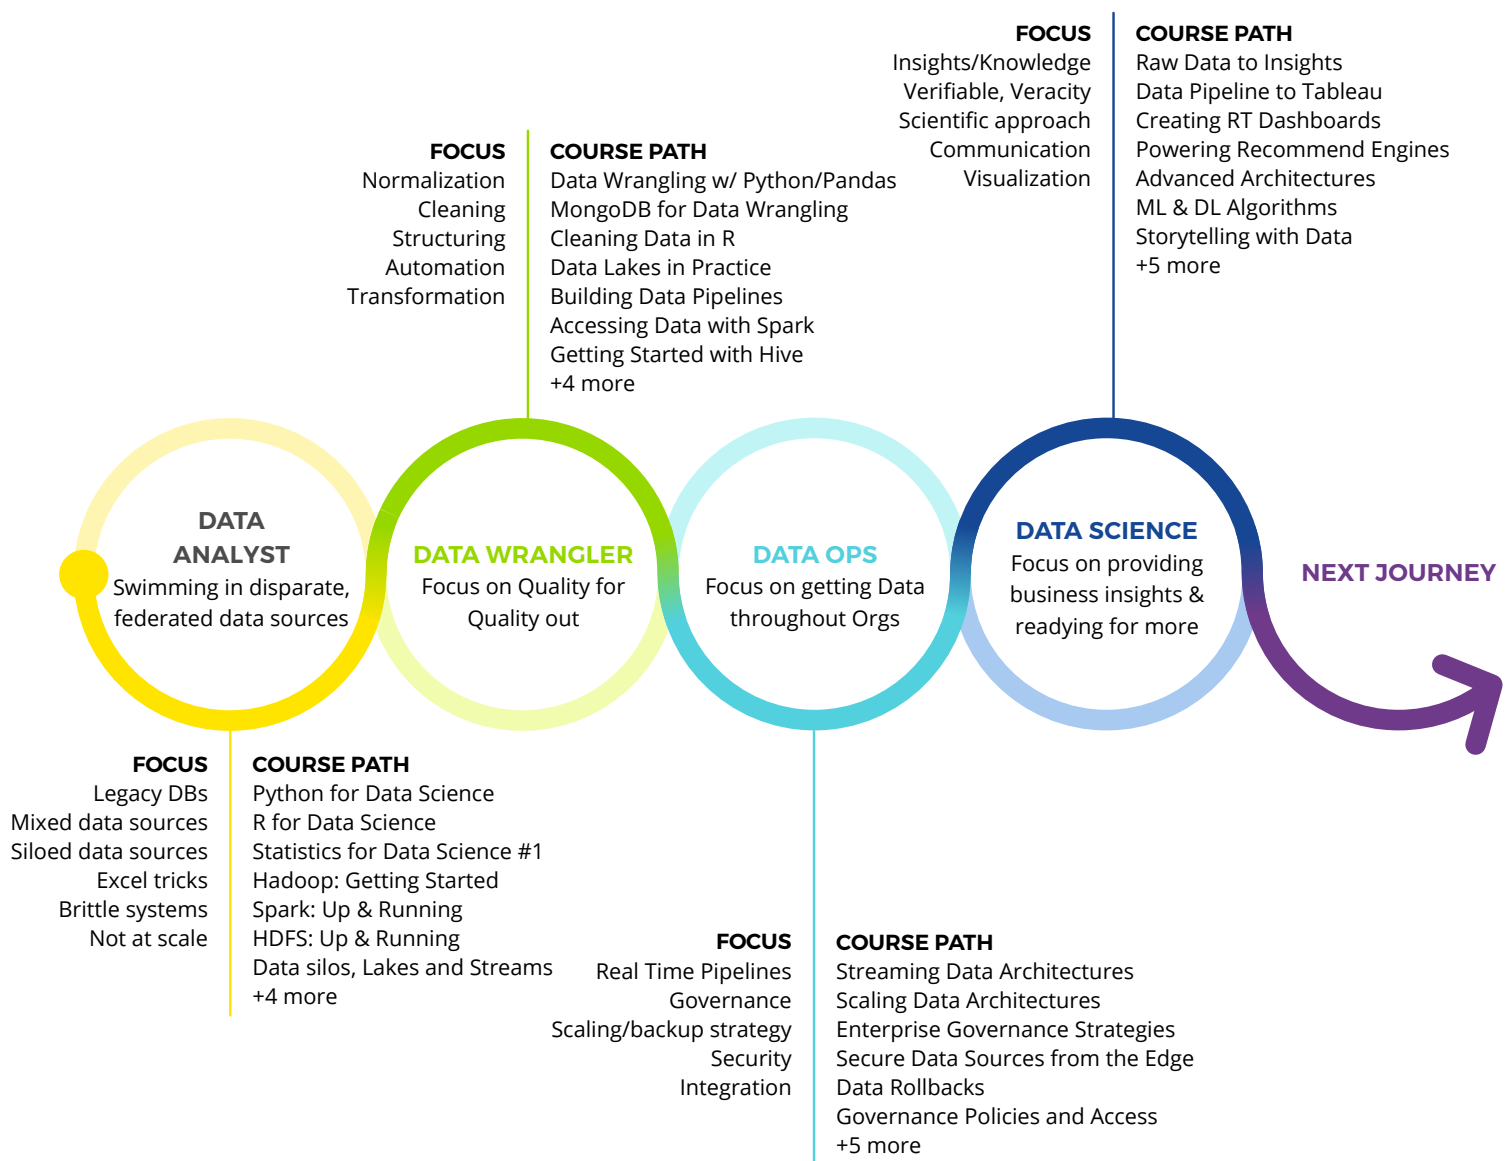 FOCUS
Insights/Knowledge
Verifiable, Veracity
Scientific approach
Communication
Visualization
COURSE PATH
Raw Data to Insights
Data Pipeline to Tableau
Creating RT Dashboards
Powering Recommend Engines
Advanced Architectures
ML & DL Algorithms
Storytelling with Data
+5 more
FOCUS
Normalization
Cleaning
Structuring
Automation
Transformation
COURSE PATH
Data Wrangling w/ Python/Pandas
MongoDB for Data Wrangling
Cleaning Data in R
Data Lakes in Practice
Building Data Pipelines
Accessing Data with Spark
Getting Started with Hive
+4 more
DATA
ANALYST
Swimming in disparate,
federated data sources
DATA WRANGLER
Focus on Quality for
Quality out
DATA OPS
Focus on getting Data
throughout Orgs
DATA SCIENCE
Focus on providing
business insights &
readying for more
NEXT JOURNEY
FOCUS
Legacy DBs
Mixed data sources
Siloed data sources
Excel tricks
Brittle systems
Not at scale
COURSE PATH
Python for Data Science
R for Data Science
Statistics for Data Science #1
Hadoop: Getting Started
Spark: Up & Running
HDFS: Up & Running
Data silos, Lakes and Streams
+4 more
FOCUS
Real Time Pipelines
Governance
Scaling/backup strategy
Security
Integration
COURSE PATH
Streaming Data Architectures
Scaling Data Architectures
Enterprise Governance Strategies
Secure Data Sources from the Edge
Data Rollbacks
Governance Policies and Access
+5 more